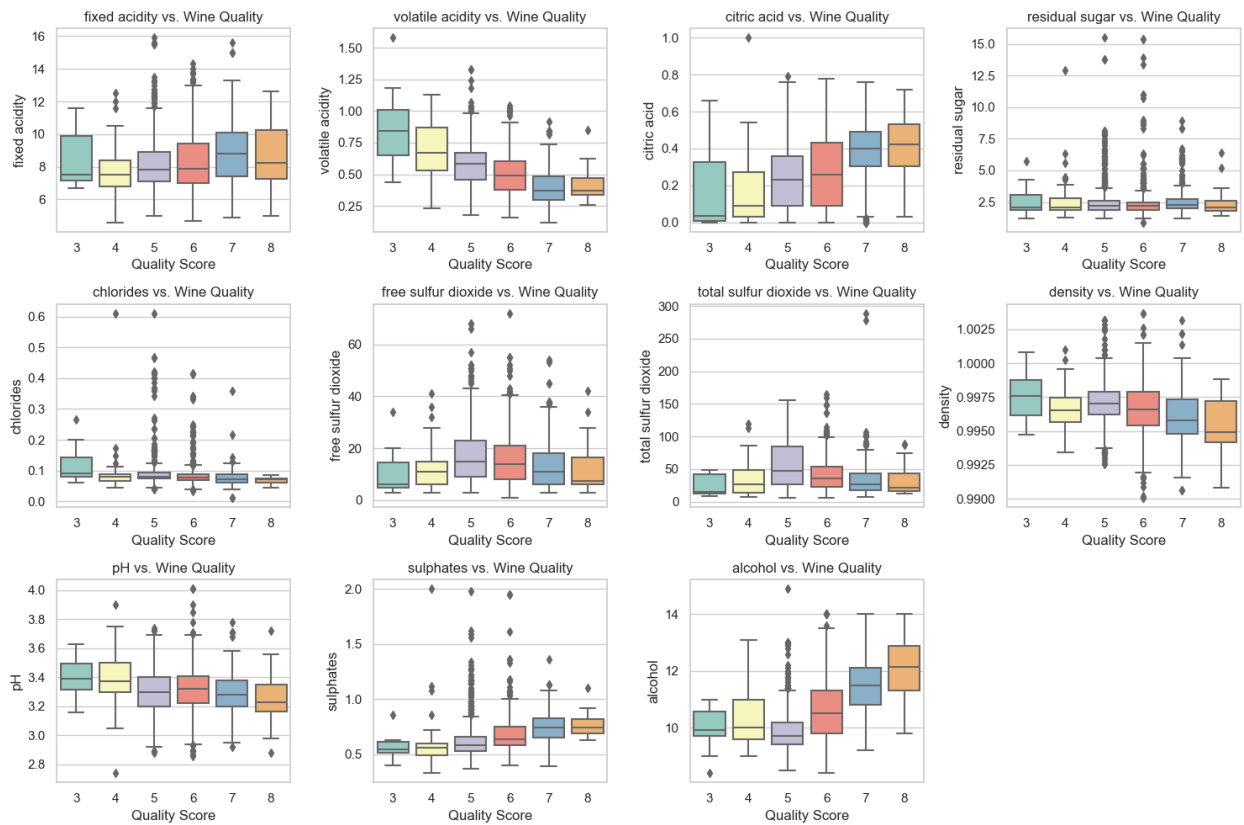 fixed acidity vs. Wine Quality
fixed acidity
16
14
12
10
8
6
3 4 5 6 7 8
Quality Score
volatile acidity vs. Wine Quality
volatile acidity
1.50
1.25
1.00
0.75
0.50
0.25
3 4 5 6 7 8
Quality Score
citric acid vs. Wine Quality
citric acid
1.0
0.8
0.6
0.4
0.2
0.0
3 4 5 6 7 8
Quality Score
residual sugar vs. Wine Quality
residual sugar
15.0
12.5
10.0
7.5
5.0
2.5
3 4 5 6 7 8
Quality Score
chlorides vs. Wine Quality
chlorides
0.6
0.5
0.4
0.3
0.2
0.1
0.0
3 4 5 6 7 8
Quality Score
free sulfur dioxide vs. Wine Quality
free sulfur dioxide
60
40
20
0
3 4 5 6 7 8
Quality Score
total sulfur dioxide vs. Wine Quality
total sulfur dioxide
300
250
200
150
100
50
0
3 4 5 6 7 8
Quality Score
density vs. Wine Quality
density
1.0025
1.0000
0.9975
0.9950
0.9925
0.9900
3 4 5 6 7 8
Quality Score
pH vs. Wine Quality
pH
4.0
3.8
3.6
3.4
3.2
3.0
2.8
3 4 5 6 7 8
Quality Score
sulphates vs. Wine Quality
sulphates
2.0
1.5
1.0
0.5
3 4 5 6 7 8
Quality Score
alcohol vs. Wine Quality
alcohol
14
12
10
3 4 5 6 7 8
Quality Score